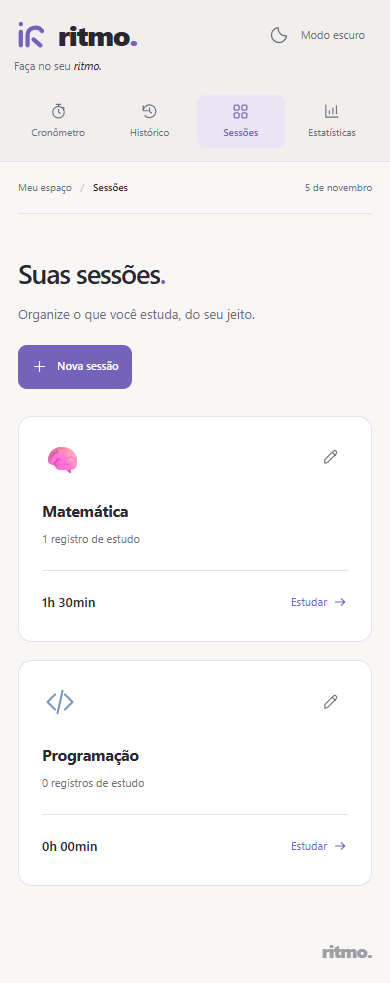 ritmo.
Modo escuro
Faça no seu ritmo.
Cronômetro
Histórico
Sessões
Estatísticas
Meu espaço / Sessões
5 de novembro
Suas sessões.
Organize o que você estuda, do seu jeito.
+ Nova sessão
Matemática
1 registro de estudo
1h 30min
Estudar →
Programação
0 registros de estudo
0h 00min
Estudar →
ritmo.